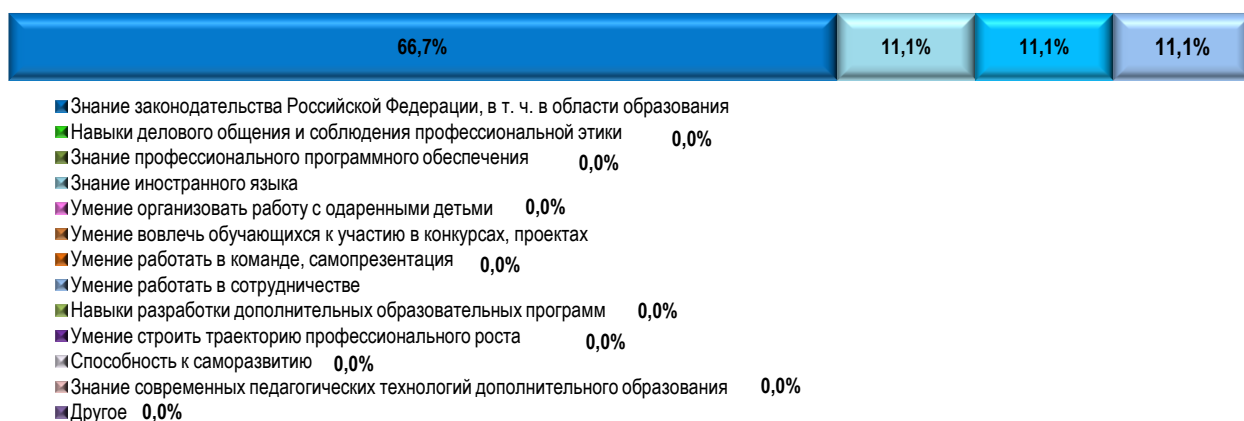 66,7% 11,1% 11,1% 11,1%
Знание законодательства Российской Федерации, в т. ч. в области образования
Навыки делового общения и соблюдения профессиональной этики 0,0%
Знание профессионального программного обеспечения 0,0%
Знание иностранного языка
Умение организовать работу с одаренными детьми 0,0%
Умение вовлечь обучающихся к участию в конкурсах, проектах
Умение работать в команде, самопрезентация 0,0%
Умение работать в сотрудничестве
Навыки разработки дополнительных образовательных программ 0,0%
Умение строить траекторию профессионального роста 0,0%
Способность к саморазвитию 0,0%
Знание современных педагогических технологий дополнительного образования 0,0%
Другое 0,0%